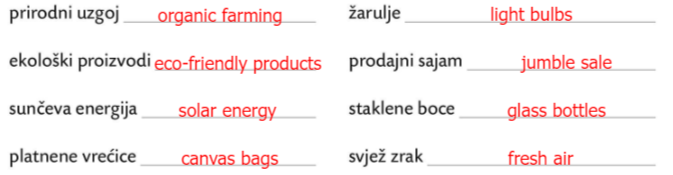 prirodni uzgoj organic farming
žarulje light bulbs
ekološki proizvodi eco-friendly products
prodajni sajam jumble sale
sunčeva energija solar energy
staklene boce glass bottles
platnene vrećice canvas bags
svjež zrak fresh air